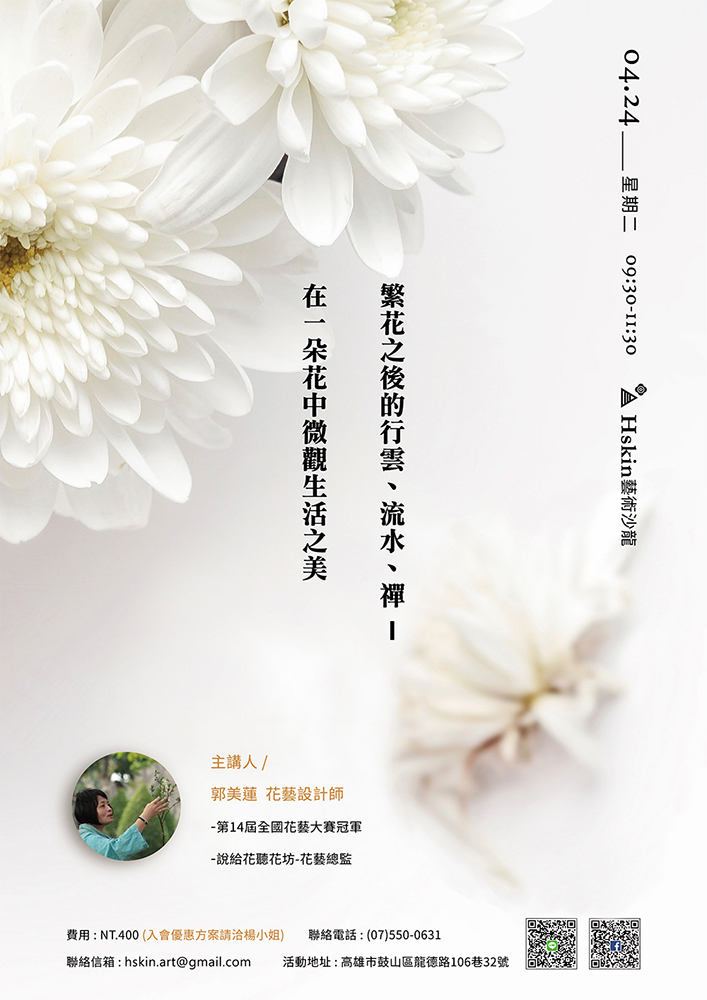 04.24
星期二
09:30-11:30
Hskin藝術沙龍
繁花之後的行雲、流水、禪—
在一朵花中微觀生活之美
主講人 /
郭美蓮 花藝設計師
-第14屆全國花藝大賽冠軍
-說給花聽花坊-花藝總監
費用 : NT.400 (入會優惠方案請洽楊小姐) 聯絡電話 : (07)550-0631
聯絡信箱 : hskin.art@gmail.com 活動地址 : 高雄市鼓山區龍德路106巷32號